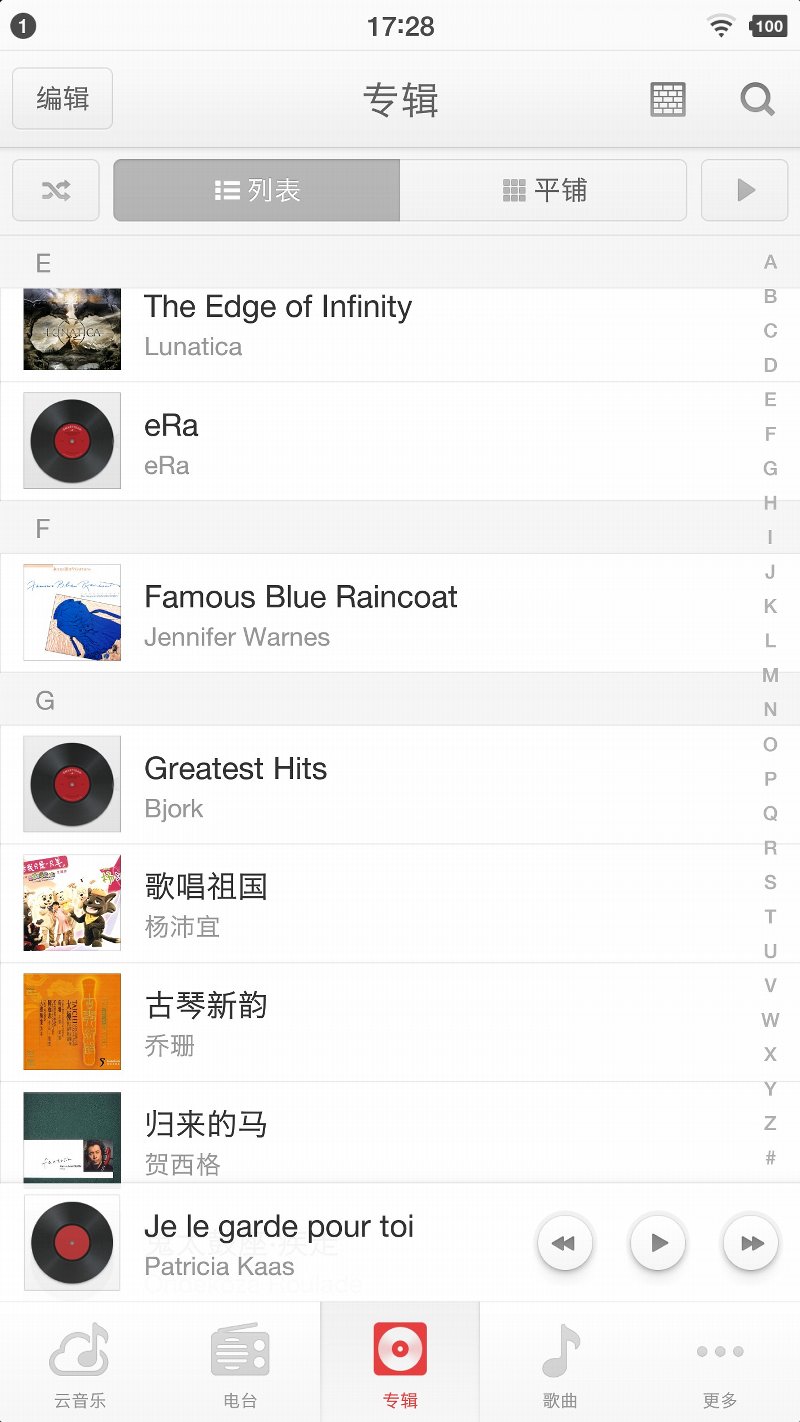 1
17:28
100
编辑
专辑
列表
平铺
E
The Edge of Infinity
Lunatica
LUNATICA
eRa
eRa
F
Famous Blue Raincoat
Jennifer Warnes
G
Greatest Hits
Bjork
歌唱祖国
杨沛宜
古琴新韵
乔珊
归来的马
贺西格
A
B
C
D
E
F
G
H
I
J
K
L
M
N
O
P
Q
R
S
T
U
V
W
X
Y
Z
#
Je le garde pour toi
Patricia Kaas
云音乐
电台
专辑
歌曲
更多